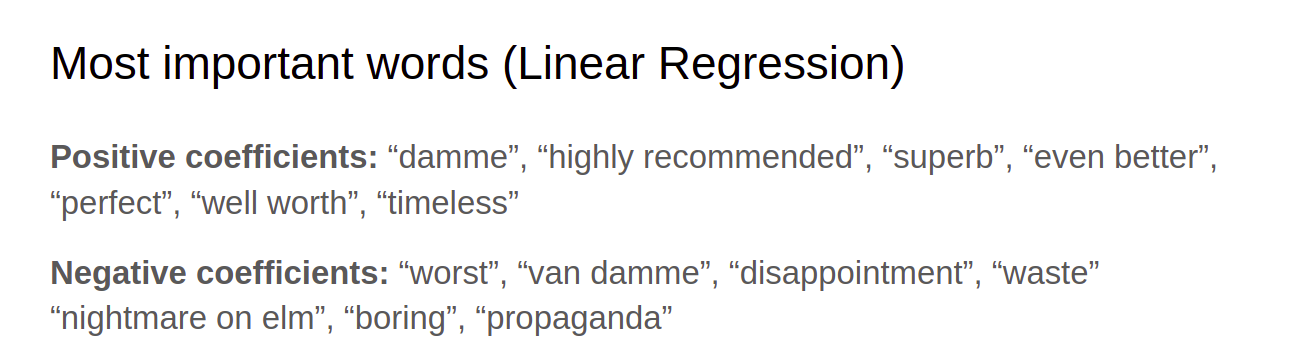 Most important words (Linear Regression)
Positive coefficients: “damme”, “highly recommended”, “superb”, “even better”,
“perfect”, “well worth”, “timeless”
Negative coefficients: “worst”, “van damme”, “disappointment”, “waste”
“nightmare on elm”, “boring”, “propaganda”